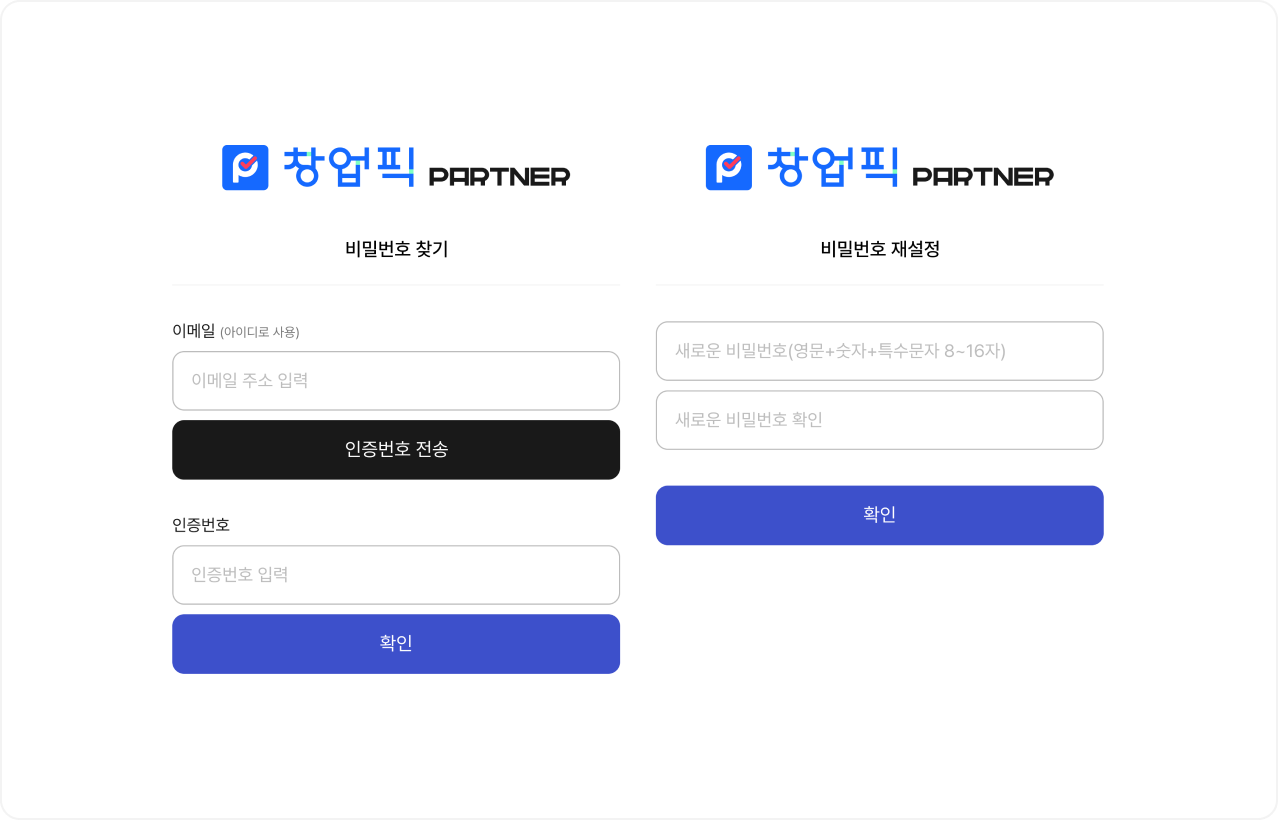 창업픽 PARTNER
비밀번호 찾기
이메일 (아이디로 사용)
이메일 주소 입력
인증번호 전송
인증번호
인증번호 입력
확인
창업픽 PARTNER
비밀번호 재설정
새로운 비밀번호(영문+숫자+특수문자 8~16자)
새로운 비밀번호 확인
확인